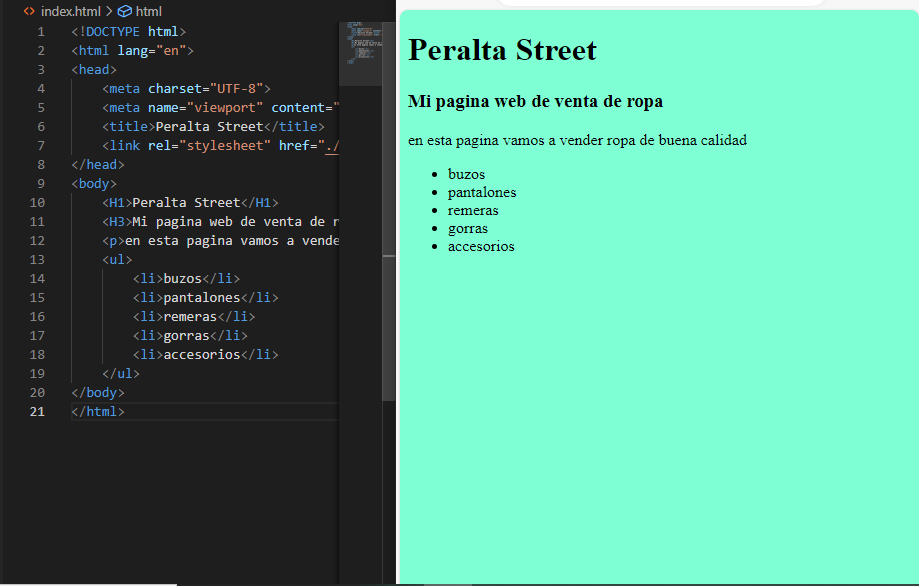 index.html > html
1 <!DOCTYPE html>
2 <html lang="en">
3 <head>
4 <meta charset="UTF-8">
5 <meta name="viewport" content="
6 <title>Peralta Street</title>
7 <link rel="stylesheet" href="./
8 </head>
9 <body>
10 <H1>Peralta Street</H1>
11 <H3>Mi pagina web de venta de r
12 <p>en esta pagina vamos a vende
13 <ul>
14 <li>buzos</li>
15 <li>pantalones</li>
16 <li>remeras</li>
17 <li>gorras</li>
18 <li>accesorios</li>
19 </ul>
20 </body>
21 </html>
Peralta Street
Mi pagina web de venta de ropa
en esta pagina vamos a vender ropa de buena calidad
• buzos
• pantalones
• remeras
• gorras
• accesorios